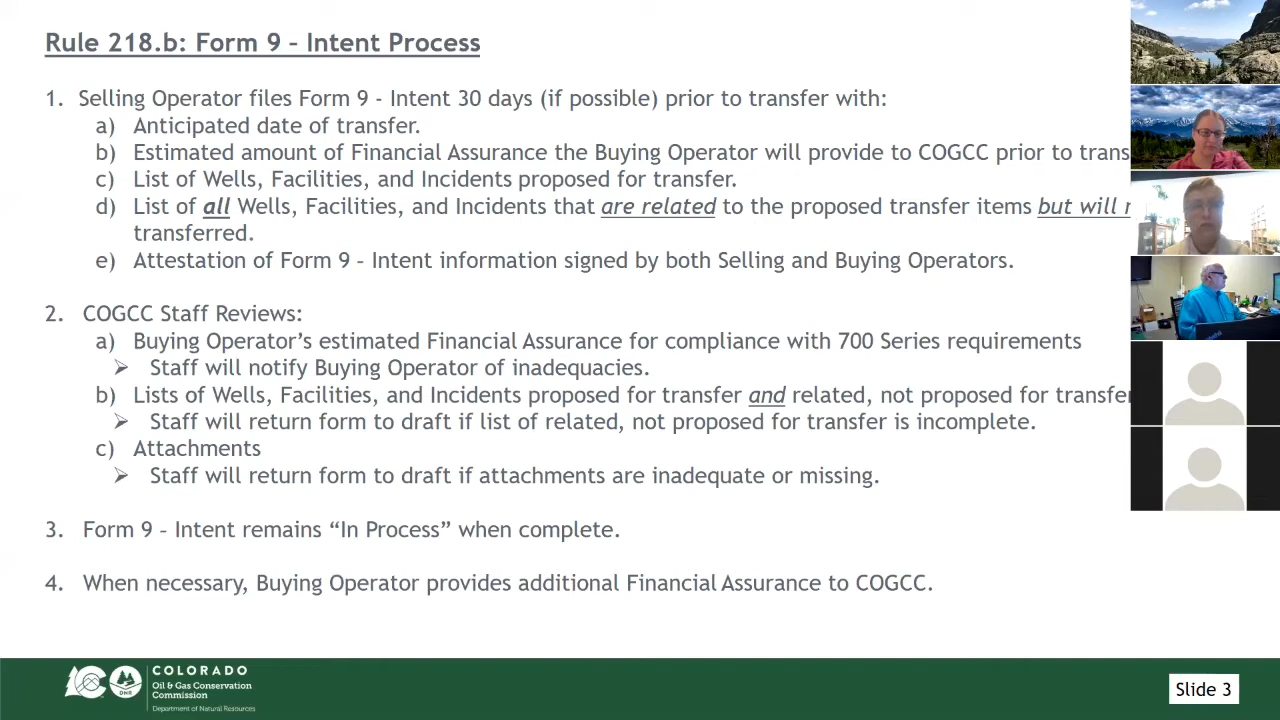 Rule 218.b: Form 9 – Intent Process
1. Selling Operator files Form 9 - Intent 30 days (if possible) prior to transfer with:
a) Anticipated date of transfer.
b) Estimated amount of Financial Assurance the Buying Operator will provide to COGCC prior to
c) List of Wells, Facilities, and Incidents proposed for transfer.
d) List of all Wells, Facilities, and Incidents that are related to the proposed transfer items but will
transferred.
e) Attestation of Form 9 – Intent information signed by both Selling and Buying Operators.
2. COGCC Staff Reviews:
a) Buying Operator’s estimated Financial Assurance for compliance with 700 Series requirements
➢ Staff will notify Buying Operator of inadequacies.
b) Lists of Wells, Facilities, and Incidents proposed for transfer and related, not proposed for transfer
➢ Staff will return form to draft if list of related, not proposed for transfer is incomplete.
c) Attachments
➢ Staff will return form to draft if attachments are inadequate or missing.
3. Form 9 – Intent remains “In Process” when complete.
4. When necessary, Buying Operator provides additional Financial Assurance to COGCC.
CO
DNR
COLORADO
Oil & Gas Conservation
Commission
Department of Natural Resources
Slide 3